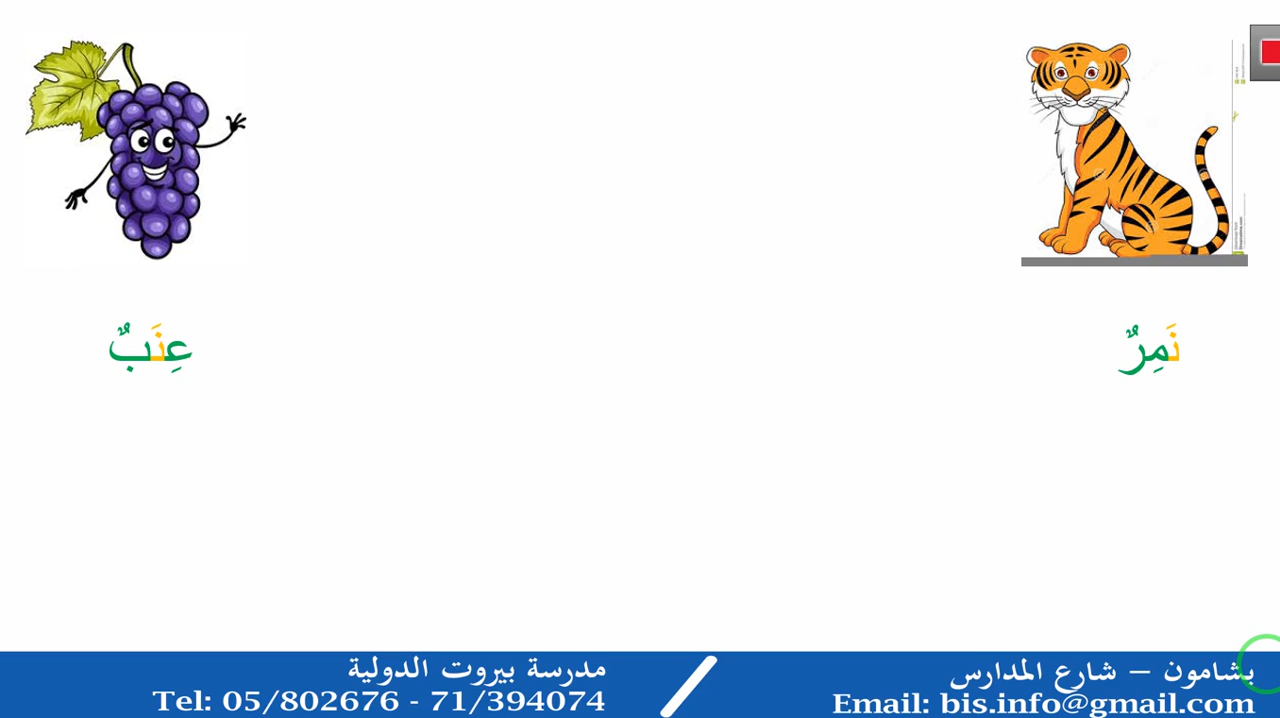 نَمِرٌ
عِنَبٌ
بشامون – شارع المدارس
Email: bis.info@gmail.com
مدرسة بيروت الدولية
Tel: 05/802676 - 71/394074